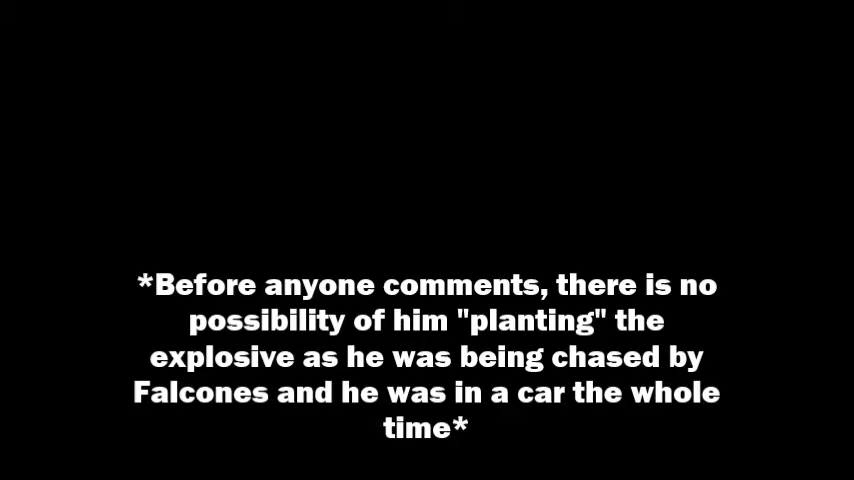 *Before anyone comments, there is no
possibility of him "planting" the
explosive as he was being chased by
Falcones and he was in a car the whole
time*